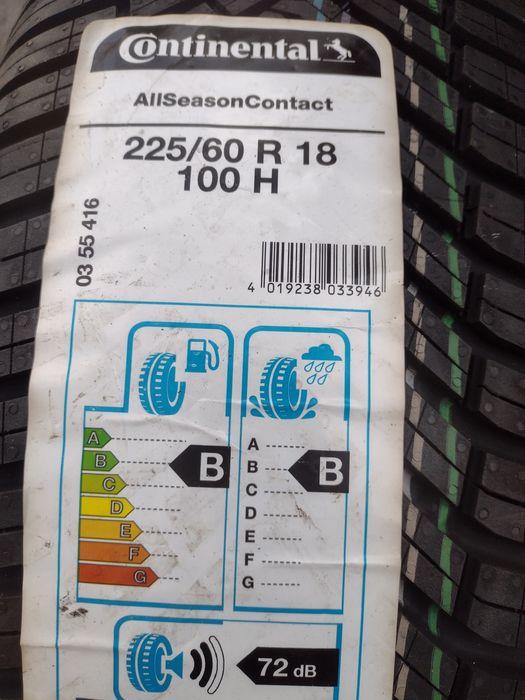 Continental
AllSeasonContact
225/60 R 18
100 H
03 55 416
4 019238 033946
A
B
C
D
E
F
G
B
A
B
C
D
E
F
G
B
72 dB